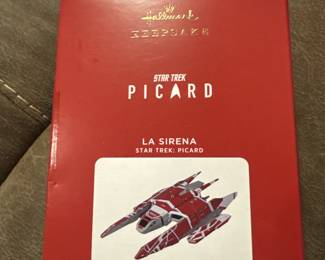 Hallmark
KEEPSAKE
STAR TREK
PICARD
LA SIRENA
STAR TREK: PICARD